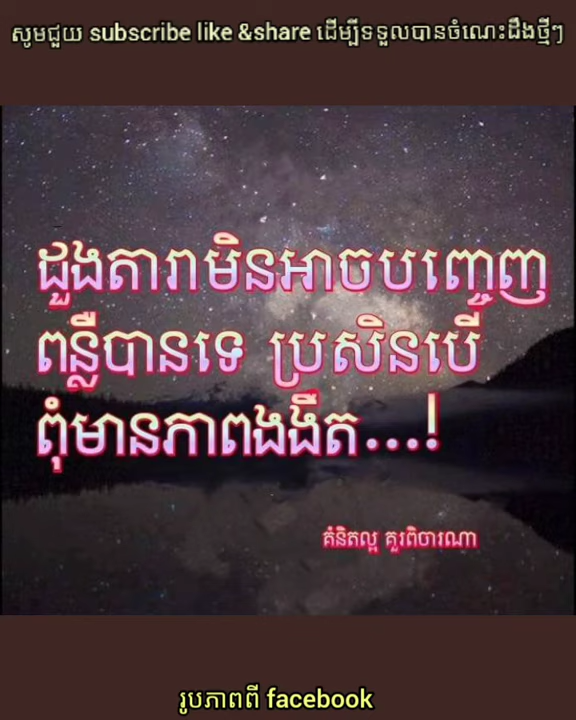 សូមជួយ subscribe like &share ដើម្បីទទួលបានចំណេះដឹងថ្មីៗ
ដួងតារាមិនអាចបញ្ចេញ
ពន្លឺបានទេ ប្រសិនបើ
ពុំមានភាពងងឹត...!
គំនិតល្អ គួរពិចារណា
រូបភាពពី facebook